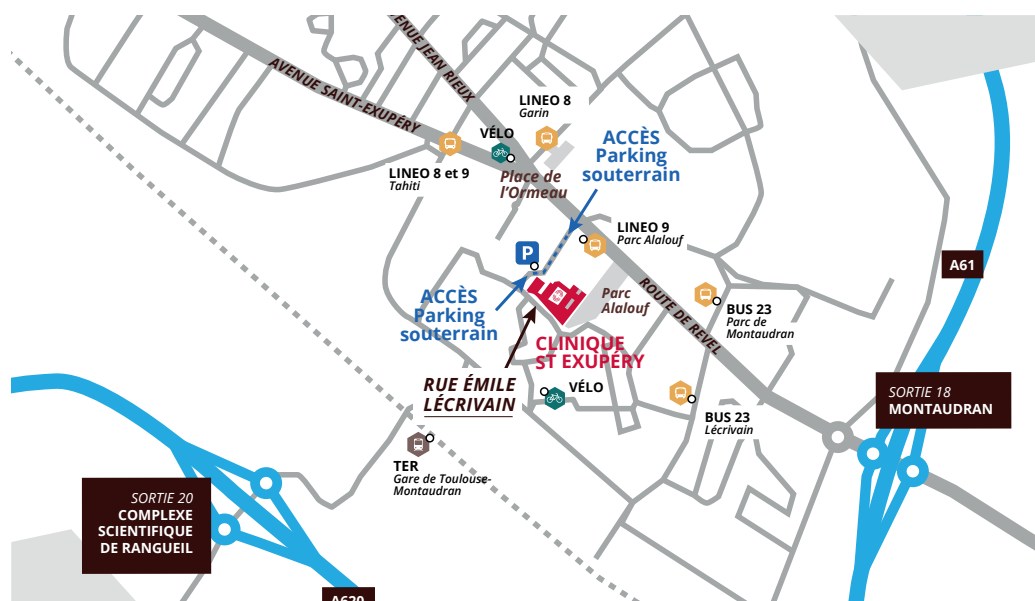 ENUE JEAN RIEUX
AVENUE SAINT-EXUPÉRY
LINEO 8
Garin
VÉLO
ACCÈS
Parking
souterrain
LINEO 8 et 9
Tahiti
Place de
l'Ormeau
LINEO 9
Parc Alalouf
P
A61
ACCÈS
Parking
souterrain
Parc
Alalouf
ROUTE DE REVEL
BUS 23
Parc de
Montaudran
CLINIQUE
ST EXUPÉRY
RUE ÉMILE
LÉCRIVAIN
VÉLO
SORTIE 18
MONTAUDRAN
BUS 23
Lécrivain
TER
Gare de Toulouse-
Montaudran
SORTIE 20
COMPLEXE
SCIENTIFIQUE
DE RANGUEIL
A620